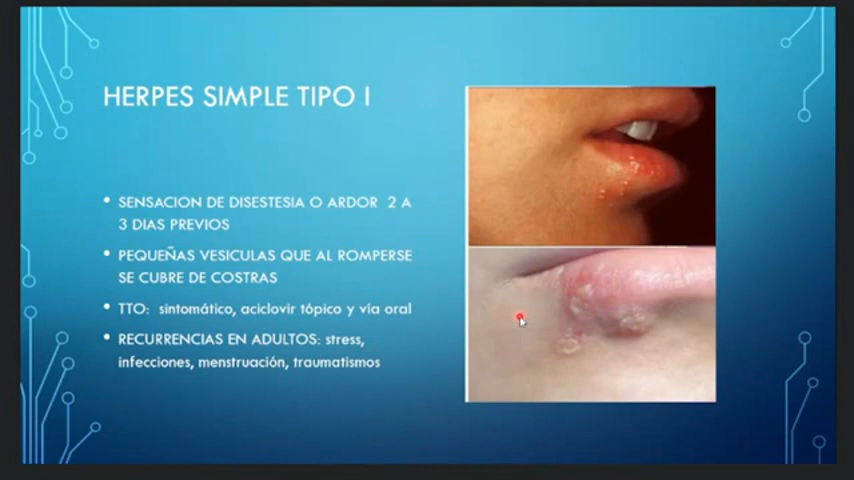 HERPES SIMPLE TIPO I
• SENSACION DE DISESTESIA O ARDOR 2 A
3 DIAS PREVIOS
• PEQUEÑAS VESICULAS QUE AL ROMPERSE
SE CUBRE DE COSTRAS
• TTO: sintomático, aciclovir tópico y vía oral
• RECURRENCIAS EN ADULTOS: stress,
infecciones, menstruación, traumatismos